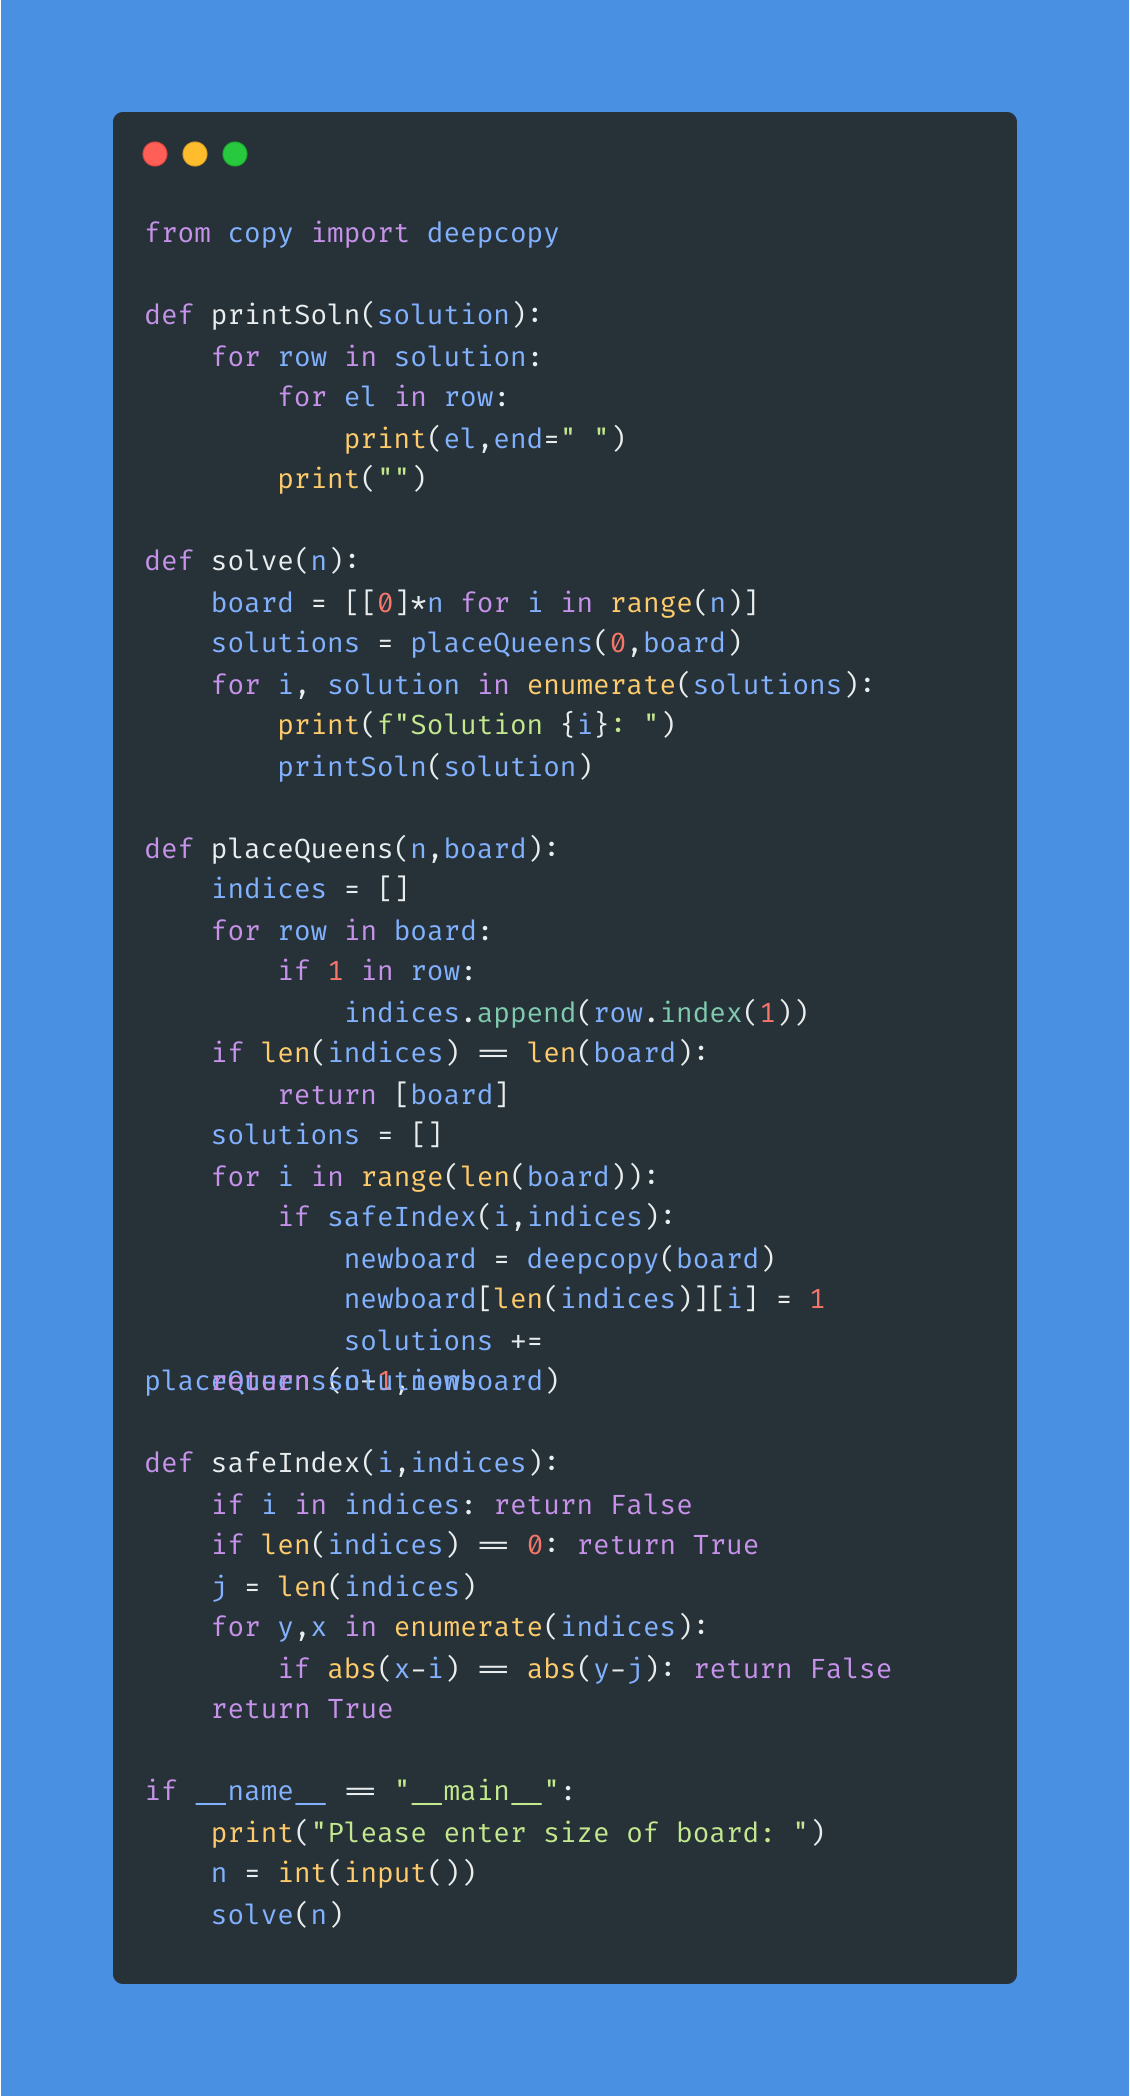 from copy import deepcopy

def printSoln(solution):
    for row in solution:
        for el in row:
            print(el,end=" ")
        print("")

def solve(n):
    board = [[0]*n for i in range(n)]
    solutions = placeQueens(0,board)
    for i, solution in enumerate(solutions):
        print(f"Solution {i}: ")
        printSoln(solution)

def placeQueens(n,board):
    indices = []
    for row in board:
        if 1 in row:
            indices.append(row.index(1))
    if len(indices) == len(board):
        return [board]
    solutions = []
    for i in range(len(board)):
        if safeIndex(i,indices):
            newboard = deepcopy(board)
            newboard[len(indices)][i] = 1
            solutions +=
placeQueens(n+1,newboard)
    return solutions

def safeIndex(i,indices):
    if i in indices: return False
    if len(indices) == 0: return True
    j = len(indices)
    for y,x in enumerate(indices):
        if abs(x-i) == abs(y-j): return False
    return True

if __name__ == "__main__":
    print("Please enter size of board: ")
    n = int(input())
    solve(n)